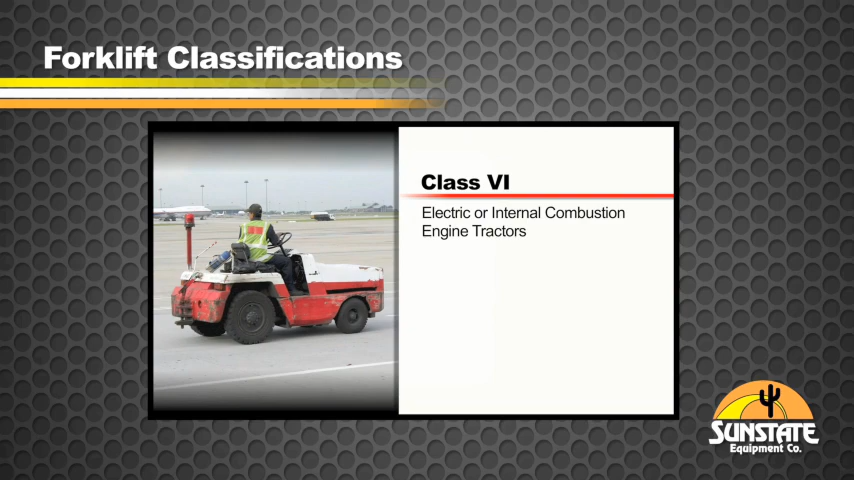 Forklift Classifications
Class VI
Electric or Internal Combustion
Engine Tractors
SUNSTATE
Equipment Co.